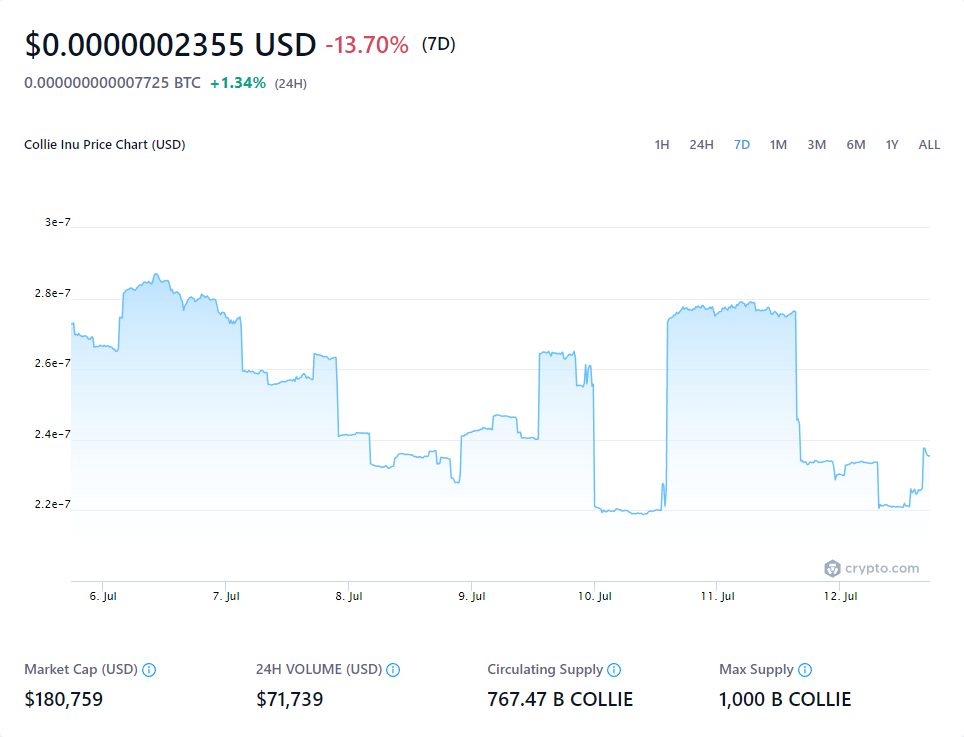 $0.0000002355 USD -13.70% (7D)
0.000000000007725 BTC +1.34% (24H)
Collie Inu Price Chart (USD) 1H 24H 7D 1M 3M 6M 1Y ALL
3e-7
2.8e-7
2.6e-7
2.4e-7
2.2e-7
crypto.com
6. Jul 7. Jul 8. Jul 9. Jul 10. Jul 11. Jul 12. Jul
Market Cap (USD) 24H VOLUME (USD) Circulating Supply Max Supply
$180,759 $71,739 767.47 B COLLIE 1,000 B COLLIE